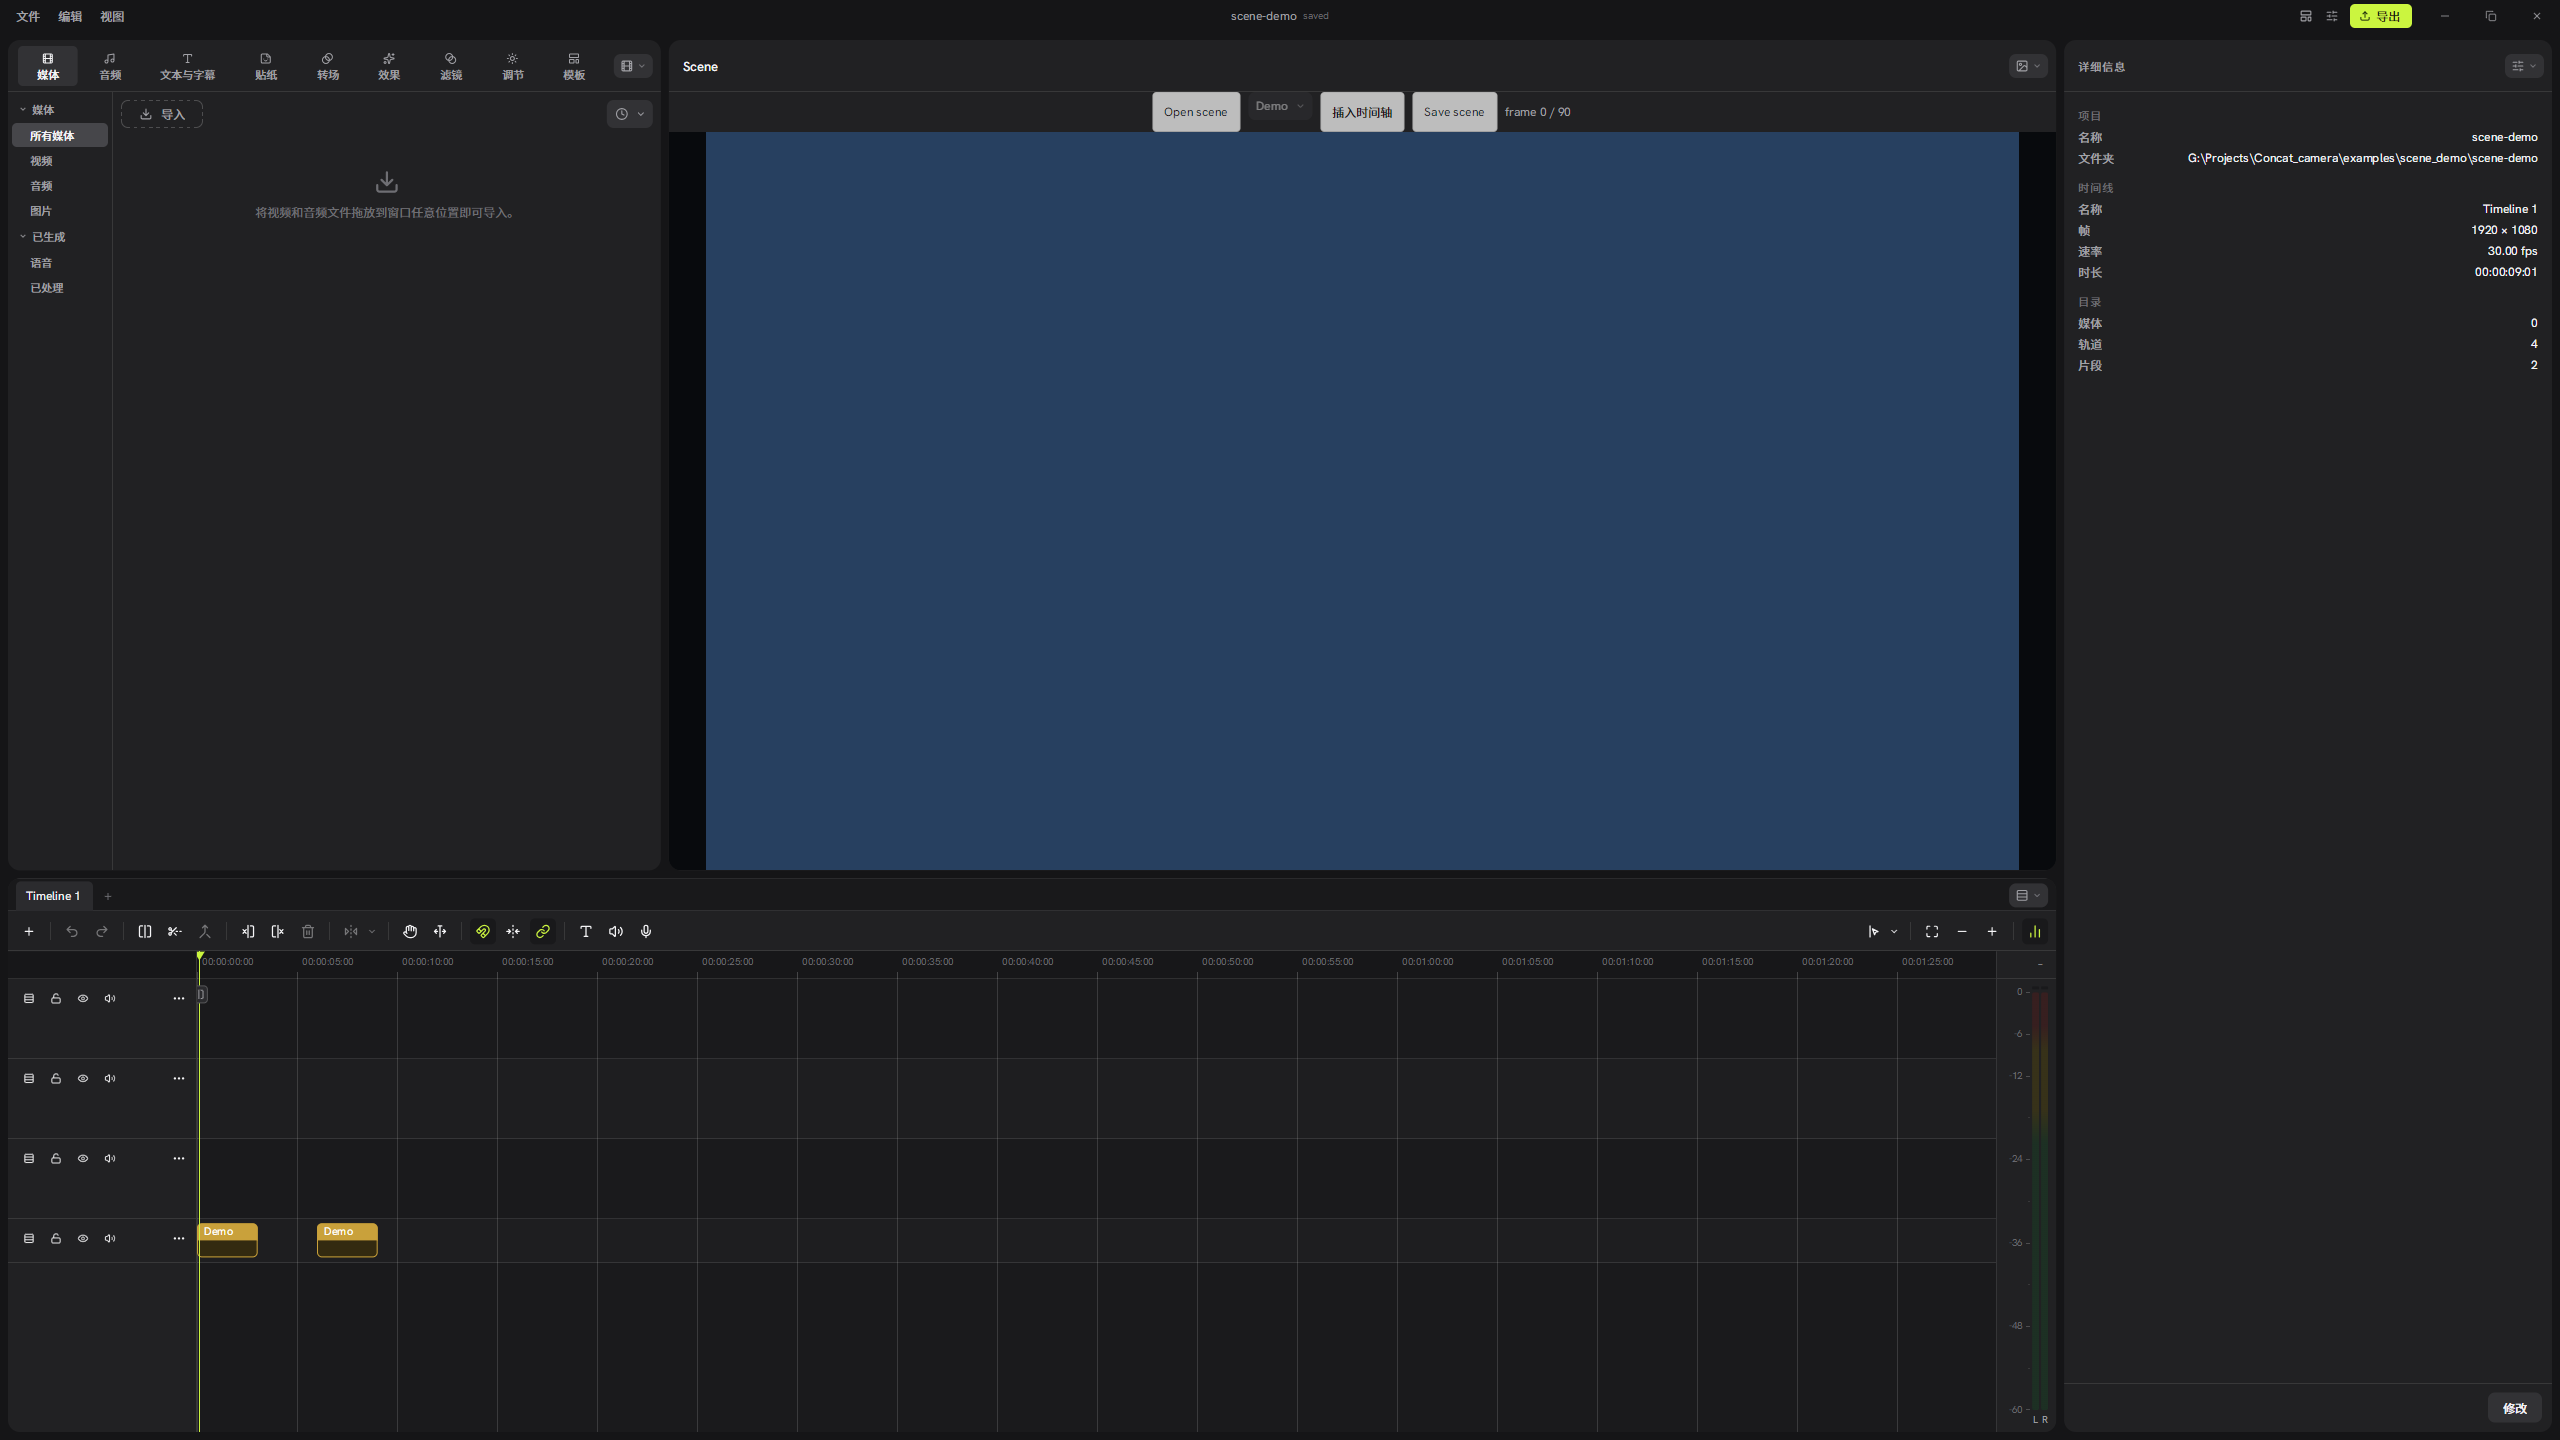 文件 编辑 视图
scene-demo saved
导出
媒体 音频 文本与字幕 贴纸 转场 效果 滤镜 调节 模板
媒体
所有媒体
视频
音频
图片
已生成
语音
已处理
导入
将视频和音频文件拖放到窗口任意位置即可导入。
Scene
Open scene Demo 插入时间轴 Save scene frame 0 / 90
详细信息
项目
名称 scene-demo
文件夹 G:\Projects\Concat_camera\examples\scene_demo\scene-demo
时间线
名称 Timeline 1
帧 1920 × 1080
速率 30.00 fps
时长 00:00:09:01
目录
媒体 0
轨道 4
片段 2
修改
Timeline 1
00:00:00:00 00:00:05:00 00:00:10:00 00:00:15:00 00:00:20:00 00:00:25:00 00:00:30:00 00:00:35:00 00:00:40:00 00:00:45:00 00:00:50:00 00:00:55:00 00:01:00:00 00:01:05:00 00:01:10:00 00:01:15:00 00:01:20:00 00:01:25:00
Demo Demo
0
-6
-12
-24
-36
-48
-60
L R